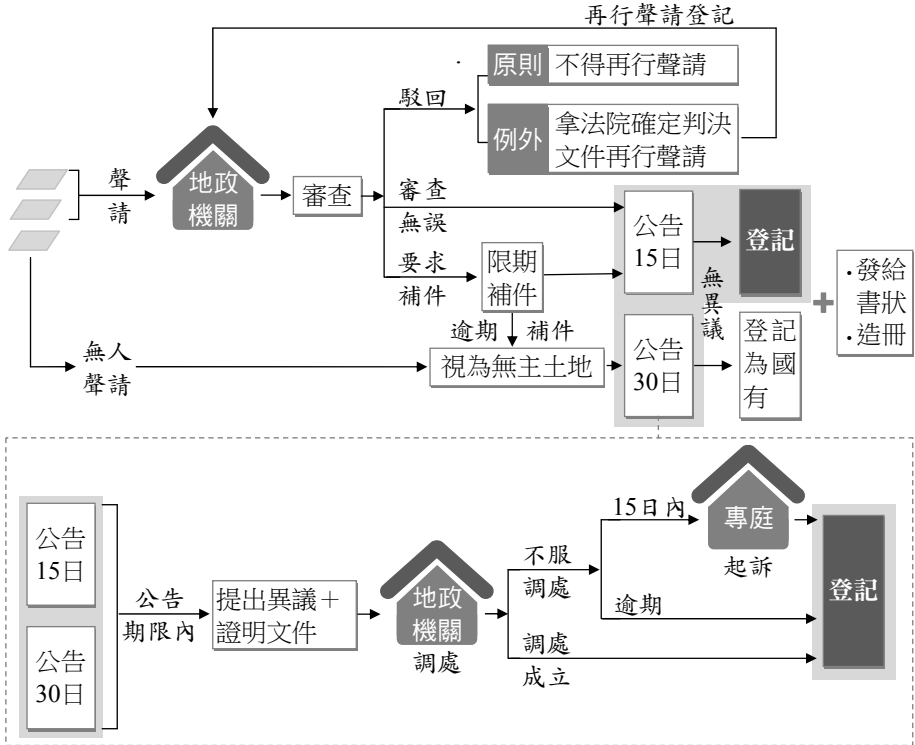 再行聲請登記
原則 不得再行聲請
駁回
例外 拿法院確定判決
文件再行聲請
聲
請
地政
機關
審查
審查
無誤
公告
15日
登記
要求
補件
限期
補件
無異議
+
·發給
書狀
·造冊
逾期 補件
無人
聲請
視為無主土地
公告
30日
登記
為國
有
公告
15日
公告
30日
公告
期限內
提出異議+
證明文件
地政
機關
調處
不服
調處
15日內
專庭
起訴
逾期
調處
成立
登記